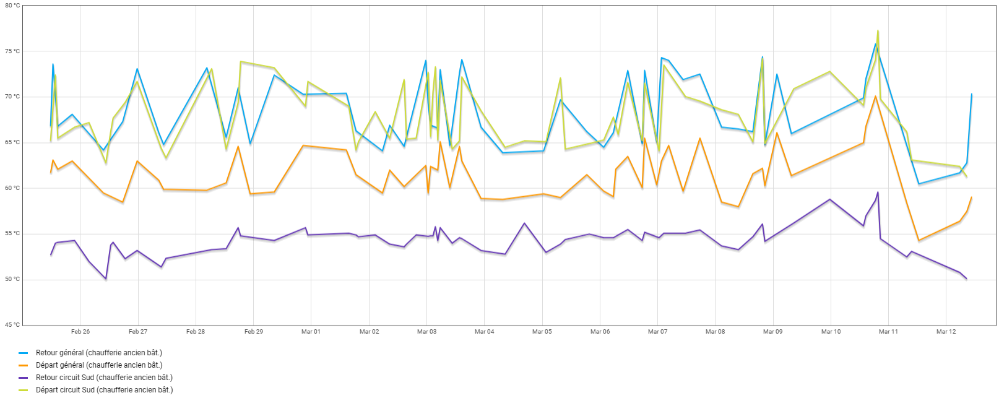 80 °C
75 °C
70 °C
65 °C
60 °C
55 °C
50 °C
45 °C
Feb 26 Feb 27 Feb 28 Feb 29 Mar 01 Mar 02 Mar 03 Mar 04 Mar 05 Mar 06 Mar 07 Mar 08 Mar 09 Mar 10 Mar 11 Mar 12
Retour général (chaufferie ancien bât.)
Départ général (chaufferie ancien bât.)
Retour circuit Sud (chaufferie ancien bât.)
Départ circuit Sud (chaufferie ancien bât.)